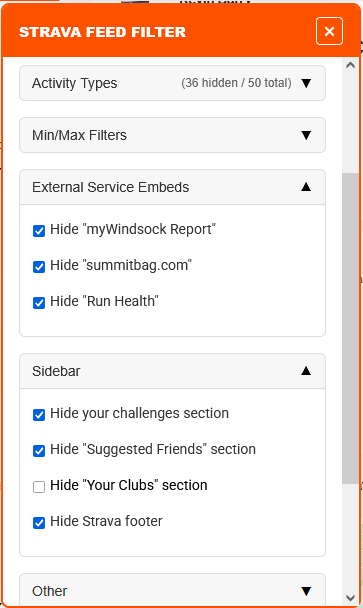 STRAVA FEED FILTER
×
Activity Types (36 hidden / 50 total) ▼
Min/Max Filters ▼
External Service Embeds ▲
Hide "myWindsock Report"
Hide "summitbag.com"
Hide "Run Health"
Sidebar ▲
Hide your challenges section
Hide "Suggested Friends" section
Hide "Your Clubs" section
Hide Strava footer
Other ▼